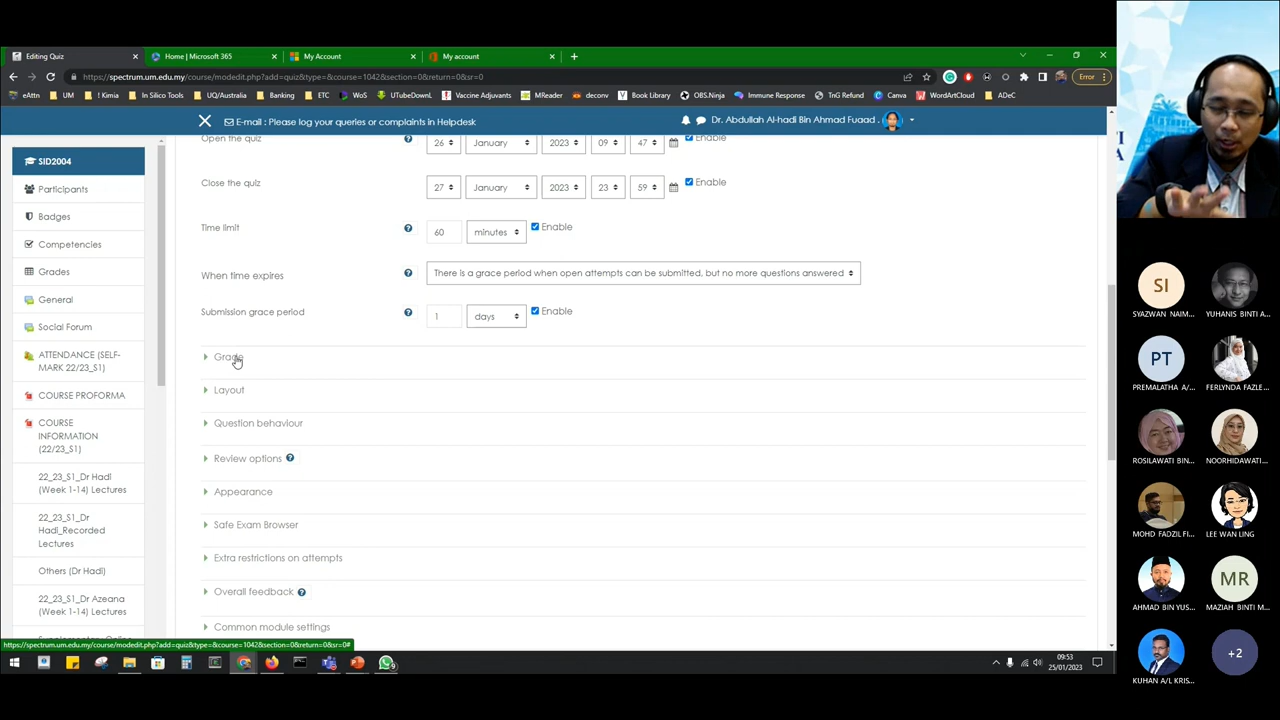 Editing Quiz
Home | Microsoft 365
My Account
My account
https://spectrum.um.edu.my/course/modedit.php?add=quiz&type=&course=1042&section=0&return=0&sr=0
Error
eAttn
UM
! Kimia
In Silico Tools
UQ/Australia
Banking
ETC
WoS
UTubeDownL
Vaccine Adjuvants
MReader
deconv
Book Library
OBS.Ninja
Immune Response
TnG Refund
Canva
WordArtCloud
ADeC
E-mail : Please log your queries or complaints in Helpdesk
Dr. Abdullah Al-hadi Bin Ahmad Fuaad .
SID2004
Participants
Badges
Competencies
Grades
General
Social Forum
ATTENDANCE (SELF-
MARK 22/23_S1)
COURSE PROFORMA
COURSE
INFORMATION
(22/23_S1)
22_23_S1_Dr Hadi
(Week 1-14) Lectures
22_23_S1_Dr
Hadi_Recorded
Lectures
Others (Dr Hadi)
22_23_S1_Dr Azeana
(Week 1-14) Lectures
Open the quiz
26 January 2023 09 47 Enable
Close the quiz
27 January 2023 23 59 Enable
Time limit
60 minutes Enable
When time expires
There is a grace period when open attempts can be submitted, but no more questions answered
Submission grace period
1 days Enable
Grade
Layout
Question behaviour
Review options
Appearance
Safe Exam Browser
Extra restrictions on attempts
Overall feedback
Common module settings
https://spectrum.um.edu.my/course/modedit.php?add=quiz&type=&course=1042&section=0&return=0&sr=0#
09:53
25/01/2023
SI
SYAZWAN NAIM...
YUHANIS BINTI A...
PT
PREMALATHA A/...
FERLYNDA FAZLE...
ROSILAWATI BIN...
NOORHIDAWATI...
MOHD FADZIL FI...
LEE WAN LING
AHMAD BIN YUS...
MR
MAZIAH BINTI M...
KUHAN A/L KRIS...
+2